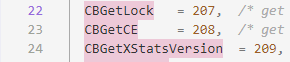 22 CBGetLock = 207, /* get
23 CBGetCE = 208, /* get
24 CBGetXStatsVersion = 209,